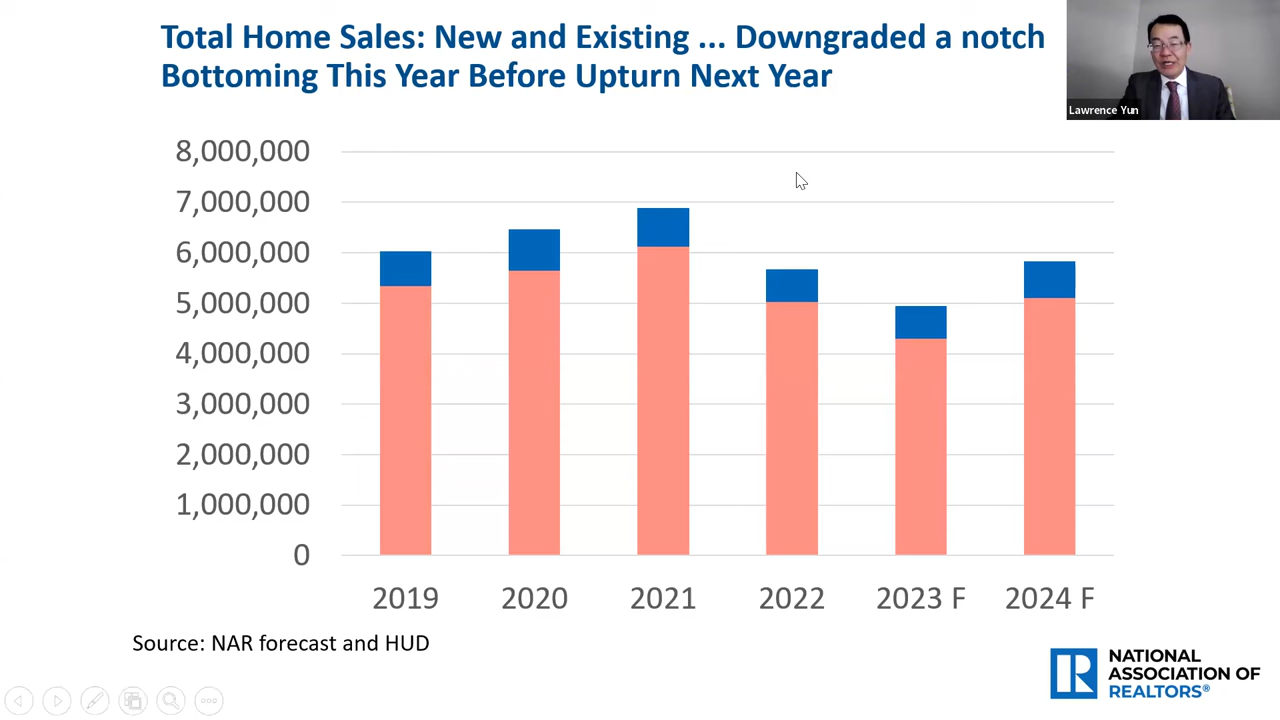 Total Home Sales: New and Existing ... Downgraded a notch
Bottoming This Year Before Upturn Next Year
Lawrence Yun
8,000,000
7,000,000
6,000,000
5,000,000
4,000,000
3,000,000
2,000,000
1,000,000
0
2019 2020 2021 2022 2023 F 2024 F
Source: NAR forecast and HUD
R
NATIONAL
ASSOCIATION OF
REALTORS®